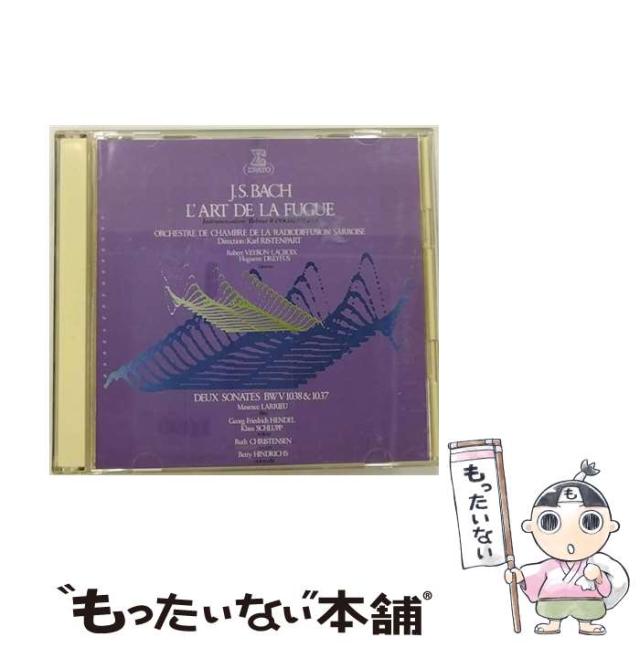 ERATO
J.S. BACH
L'ART DE LA FUGUE
ORCHESTRE DE CHAMBRE DE LA RADIODIFFUSION SARROISE
Direction: Karl RISTENPART
Robert VEYRON-LACROIX
Huguette DREYFUS
DEUX SONATES BWV 1038 & 1037
Maxence LARRIEU
Georg Friedrich HENDEL
Klaus SCHLUPP
Ruth CHRISTENSEN
Betty HINDRICHS
も
もったいない
"もったいない"本舗®